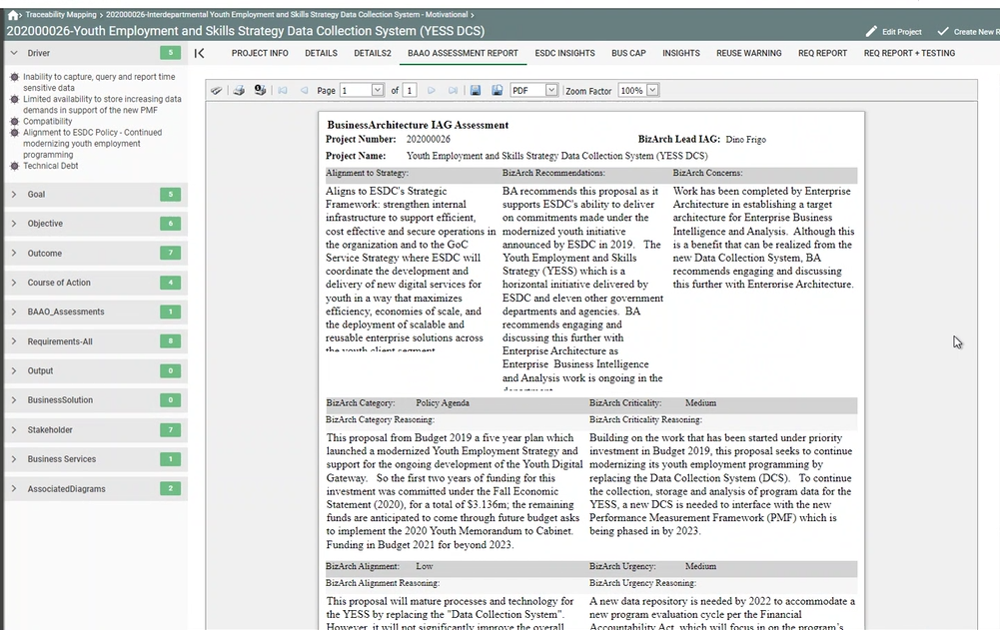 Traceability Mapping > 202000026-Interdepartmental Youth Employment and Skills Strategy Data Collection System - Motivational >
202000026-Youth Employment and Skills Strategy Data Collection System (YESS DCS)
Edit Project
Create New R
Driver 5
Inability to capture, query and report time
sensitive data
Limited availability to store increasing data
demands in support of the new PMF
Compatibility
Alignment to ESDC Policy - Continued
modernizing youth employment
programming
Technical Debt
Goal 5
Objective 6
Outcome 7
Course of Action 4
BAAO_Assessments 1
Requirements-All 8
Output 0
BusinessSolution 0
Stakeholder 7
Business Services 1
AssociatedDiagrams 2
PROJECT INFO DETAILS DETAILS2 BAAO ASSESSMENT REPORT ESDC INSIGHTS BUS CAP INSIGHTS REUSE WARNING REQ REPORT REQ REPORT + TESTING
Page 1 of 1 PDF Zoom Factor 100%
BusinessArchitecture IAG Assessment
Project Number: 202000026 BizArch Lead IAG: Dino Frigo
Project Name: Youth Employment and Skills Strategy Data Collection System (YESS DCS)
Alignment to Strategy:
Aligns to ESDC's Strategic
Framework: strengthen internal
infrastructure to support efficient,
cost effective and secure operations in
the organization and to the GoC
Service Strategy where ESDC will
coordinate the development and
delivery of new digital services for
youth in a way that maximizes
efficiency, economies of scale, and
the deployment of scalable and
reusable enterprise solutions across
the youth client segment
BizArch Recommendations:
BA recommends this proposal as it
supports ESDC's ability to deliver
on commitments made under the
modernized youth initiative
announced by ESDC in 2019. The
Youth Employment and Skills
Strategy (YESS) which is a
horizontal initiative delivered by
ESDC and eleven other government
departments and agencies. BA
recommends engaging and
discussing this further with
Enterprise Architecture as
Enterprise Business Intelligence
and Analysis work is ongoing in the
BizArch Concerns:
Work has been completed by Enterprise
Architecture in establishing a target
architecture for Enterprise Business
Intelligence and Analysis. Although this
is a benefit that can be realized from the
new Data Collection System, BA
recommends engaging and discussing
this further with Enterprise Architecture.
BizArch Category: Policy Agenda
BizArch Category Reasoning:
This proposal from Budget 2019 a five year plan which
launched a modernized Youth Employment Strategy and
support for the ongoing development of the Youth Digital
Gateway. So the first two years of funding for this
investment was committed under the Fall Economic
Statement (2020), for a total of $3.136m; the remaining
funds are anticipated to come through future budget asks
to implement the 2020 Youth Memorandum to Cabinet.
Funding in Budget 2021 for beyond 2023.
BizArch Criticality: Medium
BizArch Criticality Reasoning:
Building on the work that has been started under priority
investment in Budget 2019, this proposal seeks to continue
modernizing its youth employment programming by
replacing the Data Collection System (DCS). To continue
the collection, storage and analysis of program data for the
YESS, a new DCS is needed to interface with the new
Performance Measurement Framework (PMF) which is
being phased in by 2023.
BizArch Alignment: Low
BizArch Alignment Reasoning:
This proposal will mature processes and technology for
the YESS by replacing the "Data Collection System".
However, it will not significantly improve the overall
BizArch Urgency: Medium
BizArch Urgency Reasoning:
A new data repository is needed by 2022 to accommodate a
new program evaluation cycle per the Financial
Accountability Act, which will focus in on the program's